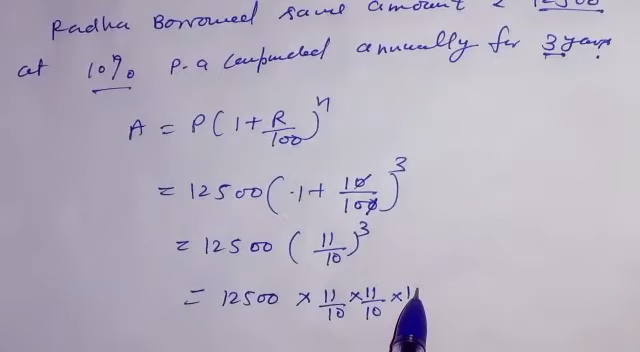 Radha Borrowed same amount ₹ 12500
at 10% P.a Compounded annually for 3 years.
A = P(1+R/100)^n
= 12500(1+10/100)^3
= 12500(11/10)^3
= 12500 × 11/10 × 11/10 × 1